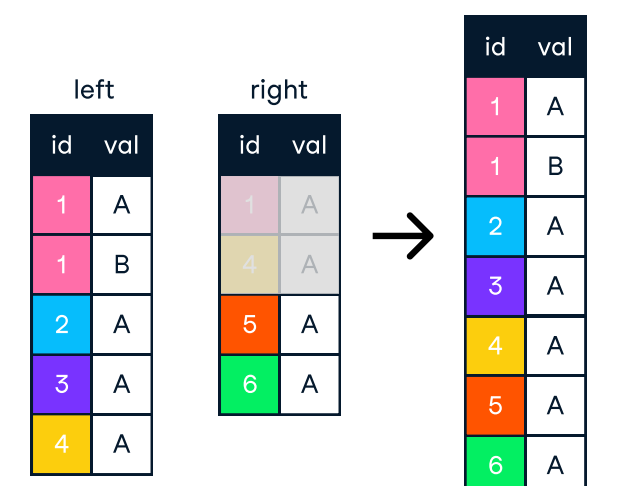 left
id val
1 A
1 B
2 A
3 A
4 A
right
id val
1 A
4 A
5 A
6 A
id val
1 A
1 B
2 A
3 A
4 A
5 A
6 A